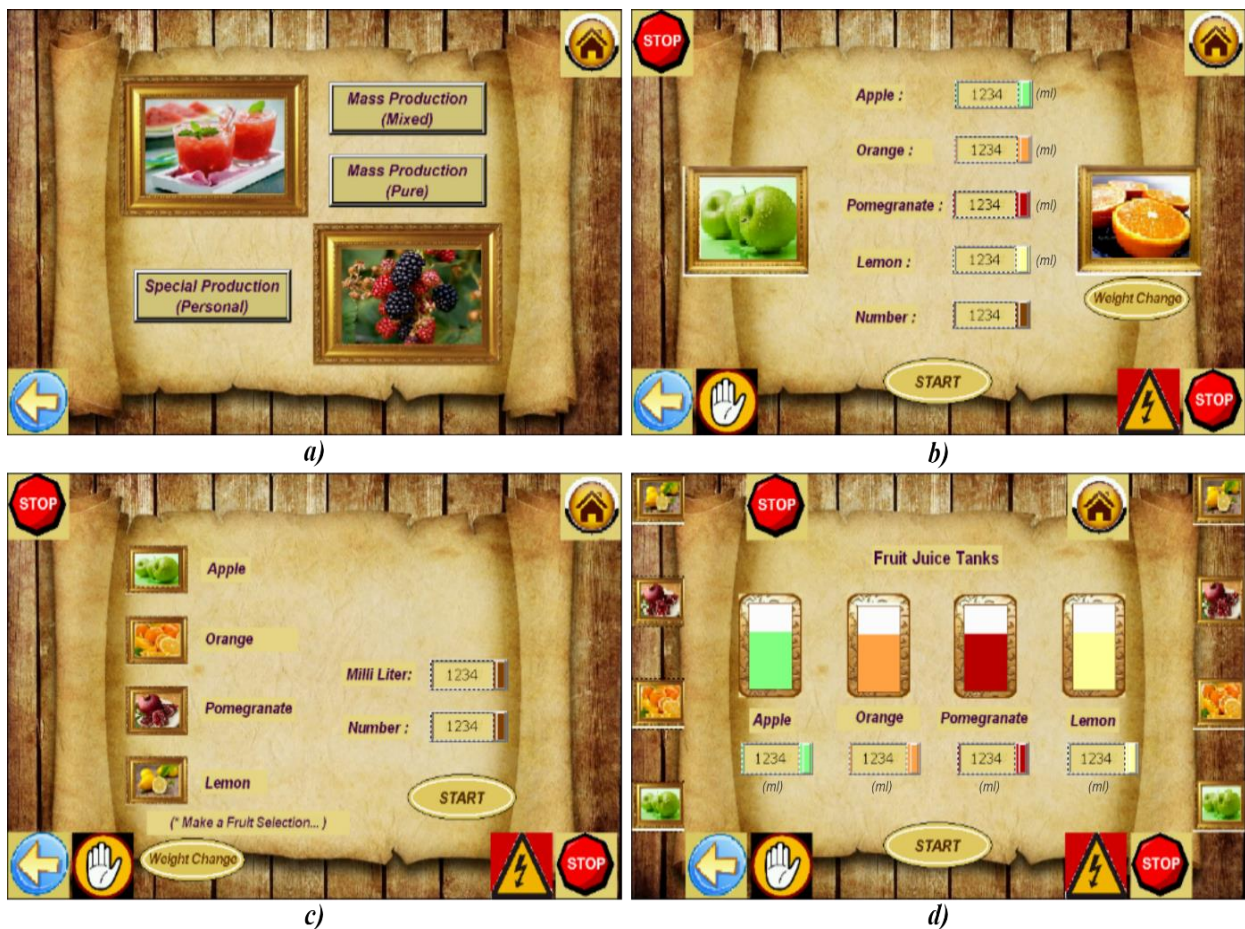 Mass Production
(Mixed)
Mass Production
(Pure)
Special Production
(Personal)
a)
STOP
Apple : 1234 (ml)
Orange : 1234 (ml)
Pomegranate : 1234 (ml)
Lemon : 1234 (ml)
Weight Change
Number : 1234
START
STOP
b)
STOP
Apple
Orange
Milli Liter: 1234
Pomegranate
Number : 1234
Lemon
START
(* Make a Fruit Selection... )
Weight Change
STOP
c)
STOP
Fruit Juice Tanks
Apple Orange Pomegranate Lemon
1234 1234 1234 1234
(ml) (ml) (ml) (ml)
START
STOP
d)